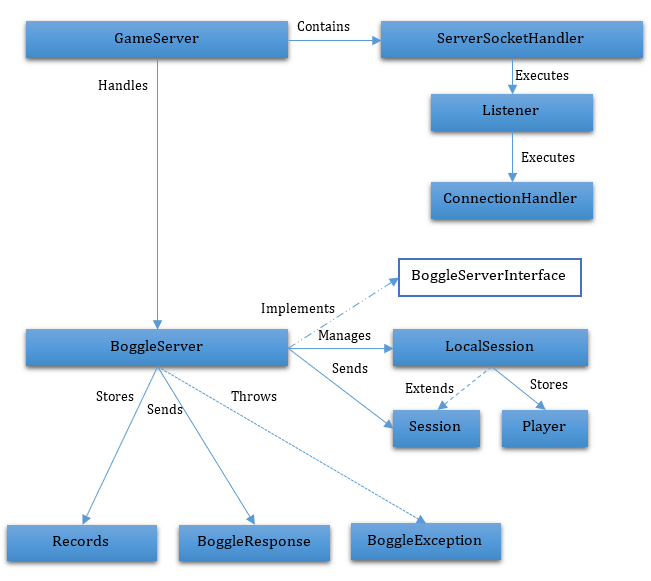 GameServer
Contains
ServerSocketHandler
Handles
Executes
Listener
Executes
ConnectionHandler
BoggleServerInterface
Implements
BoggleServer
Manages
LocalSession
Sends
Stores
Sends
Throws
Extends
Stores
Session
Player
Records
BoggleResponse
BoggleException